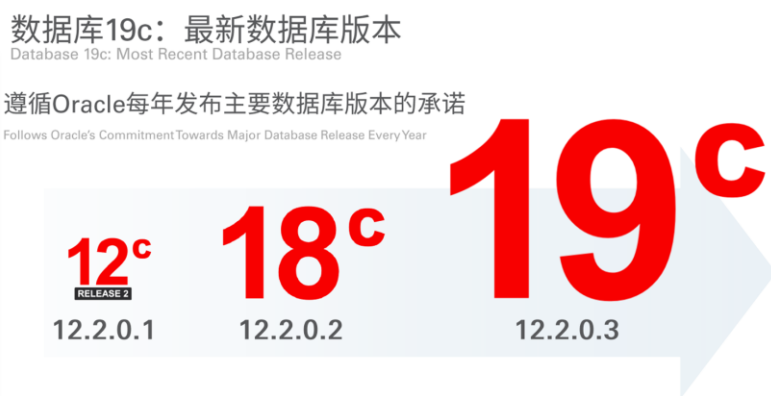 数据库19c：最新数据库版本
Database 19c: Most Recent Database Release
遵循Oracle每年发布主要数据库版本的承诺
Follows Oracle's Commitment Towards Major Database Release Every Year
12c
RELEASE 2
12.2.0.1
18c
12.2.0.2
19c
12.2.0.3